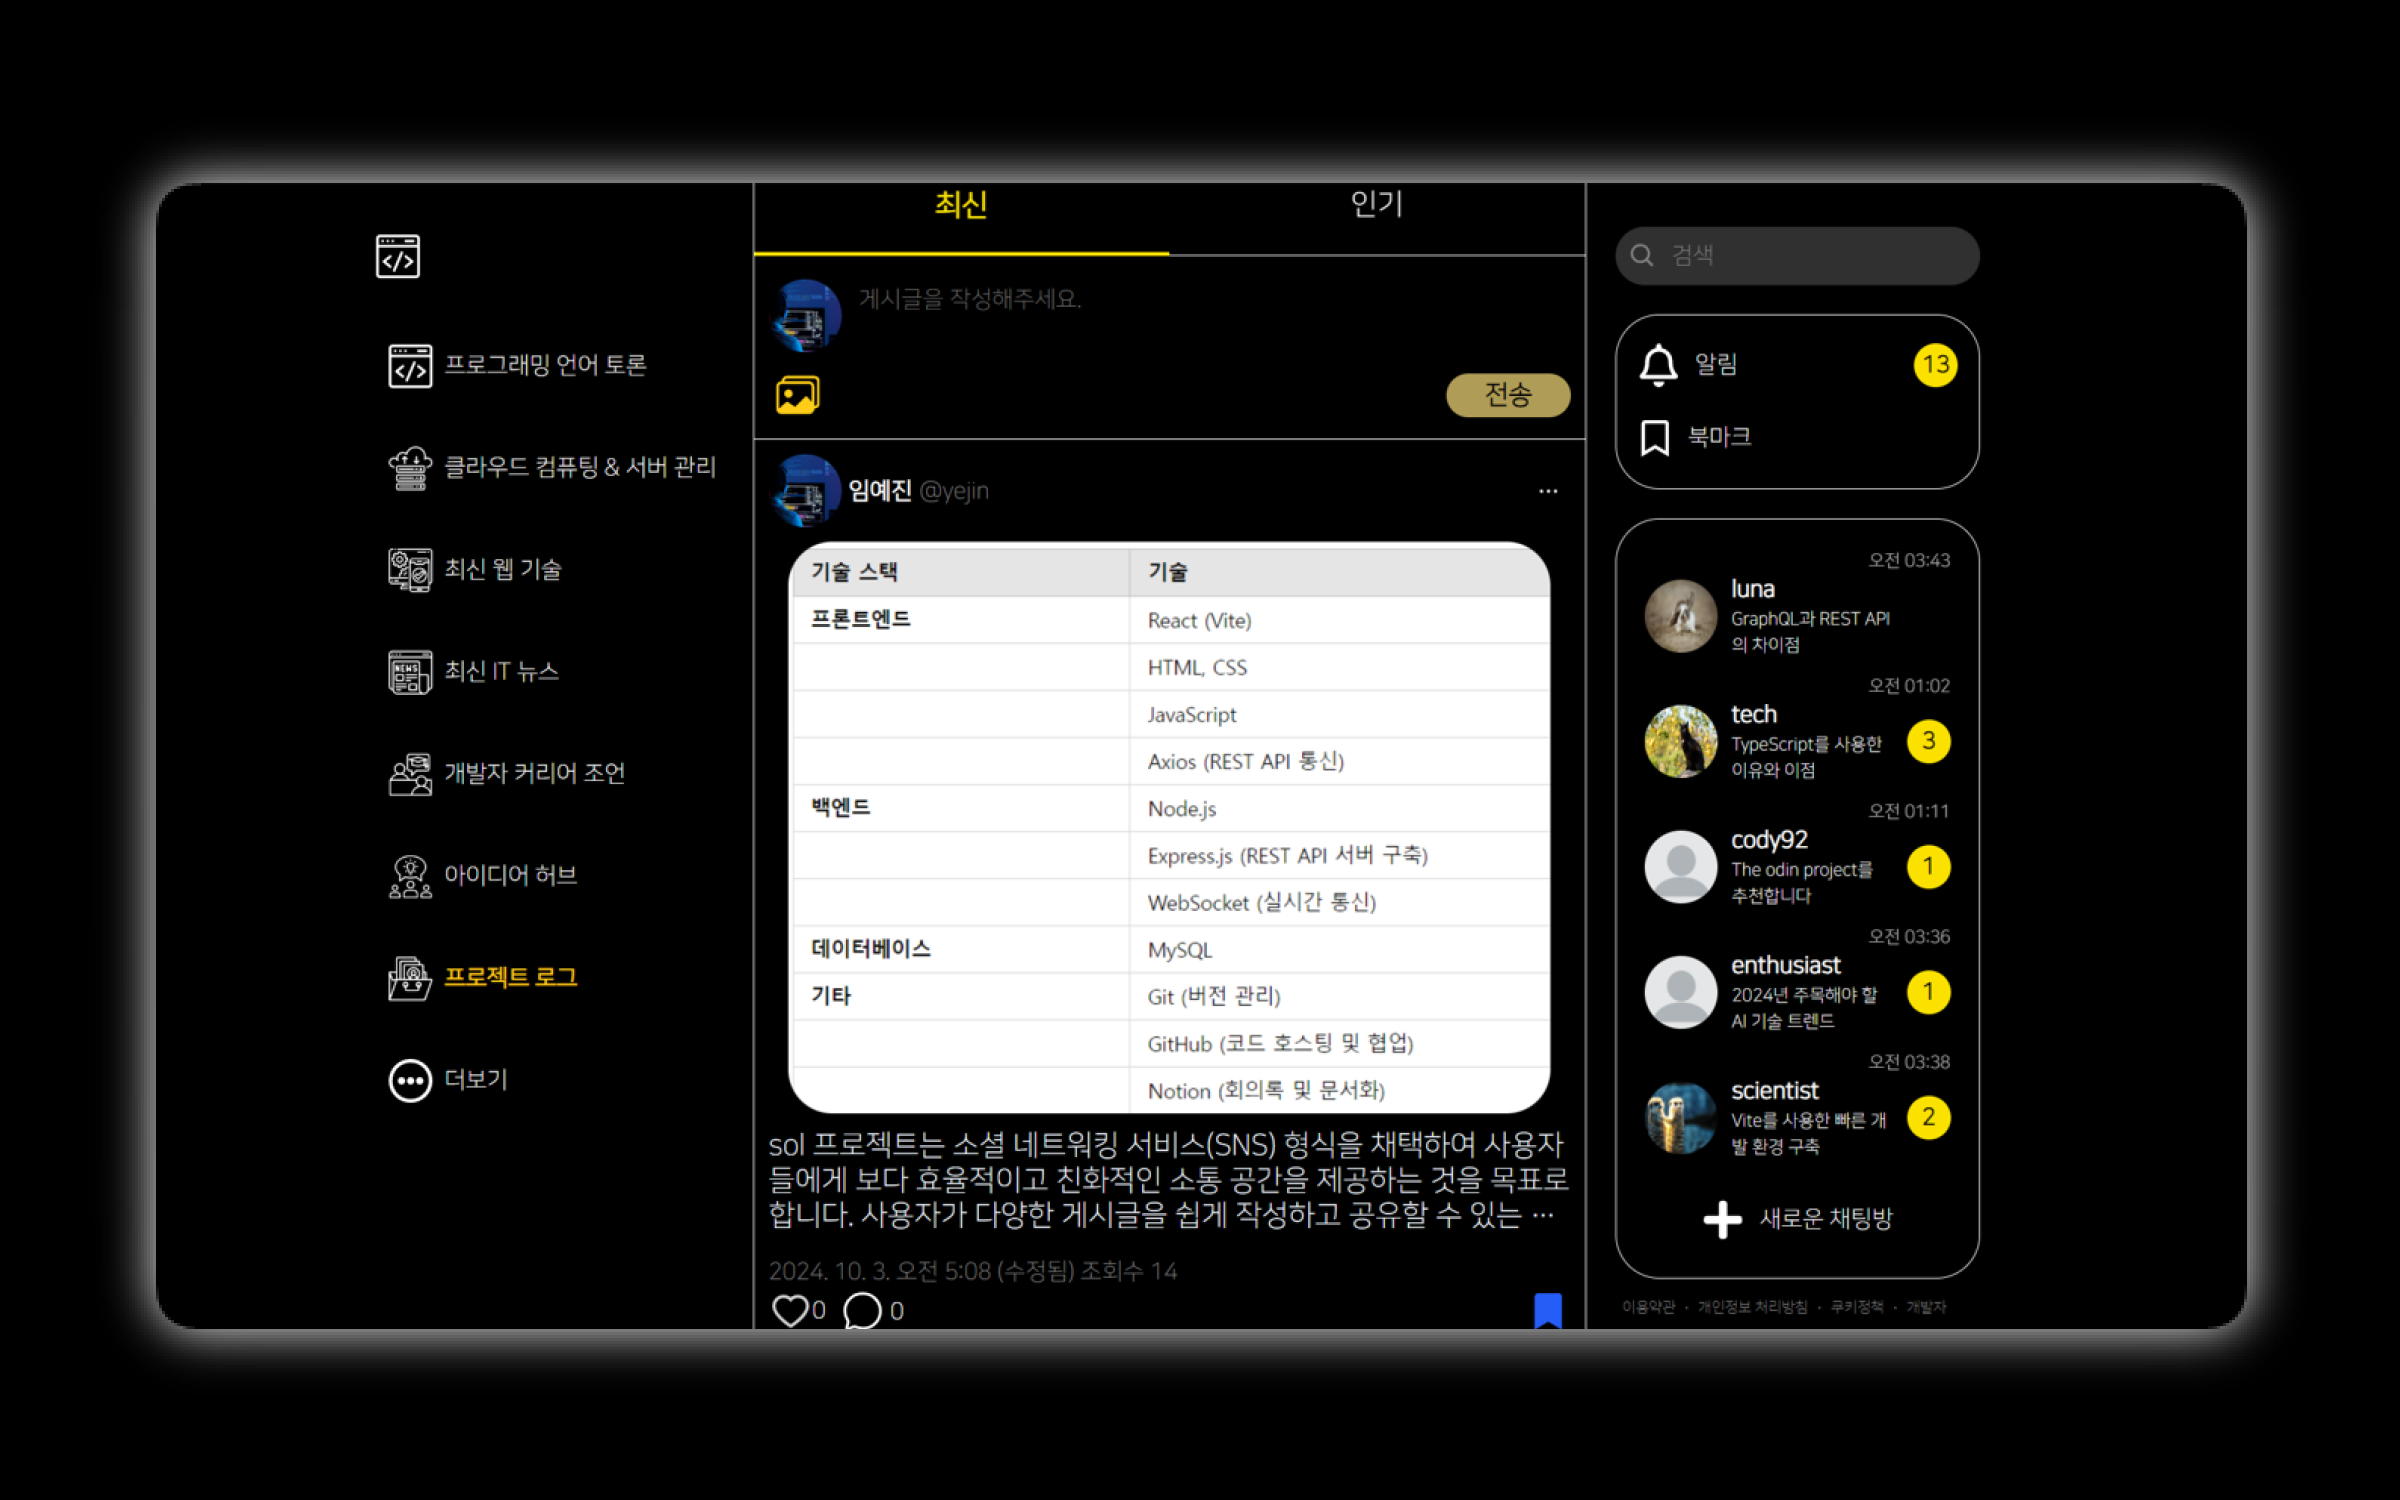 프로그래밍 언어 토론
클라우드 컴퓨팅 & 서버 관리
최신 웹 기술
최신 IT 뉴스
개발자 커리어 조언
아이디어 허브
프로젝트 로그
더보기
최신
인기
게시글을 작성해주세요.
전송
임예진 @yejin
기술 스택 기술
프론트엔드 React (Vite)
HTML, CSS
JavaScript
Axios (REST API 통신)
백엔드 Node.js
Express.js (REST API 서버 구축)
WebSocket (실시간 통신)
데이터베이스 MySQL
기타 Git (버전 관리)
GitHub (코드 호스팅 및 협업)
Notion (회의록 및 문서화)
sol 프로젝트는 소셜 네트워킹 서비스(SNS) 형식을 채택하여 사용자
들에게 보다 효율적이고 친화적인 소통 공간을 제공하는 것을 목표로
합니다. 사용자가 다양한 게시글을 쉽게 작성하고 공유할 수 있는 …
2024. 10. 3. 오전 5:08 (수정됨) 조회수 14
0 0
검색
알림 13
북마크
오전 03:43
luna
GraphQL과 REST API
의 차이점
오전 01:02
tech
TypeScript를 사용한
이유와 이점
3
오전 01:11
cody92
The odin project를
추천합니다
1
오전 03:36
enthusiast
2024년 주목해야 할
AI 기술 트렌드
1
오전 03:38
scientist
Vite를 사용한 빠른 개
발 환경 구축
2
새로운 채팅방
이용약관 · 개인정보 처리방침 · 쿠키정책 · 개발자